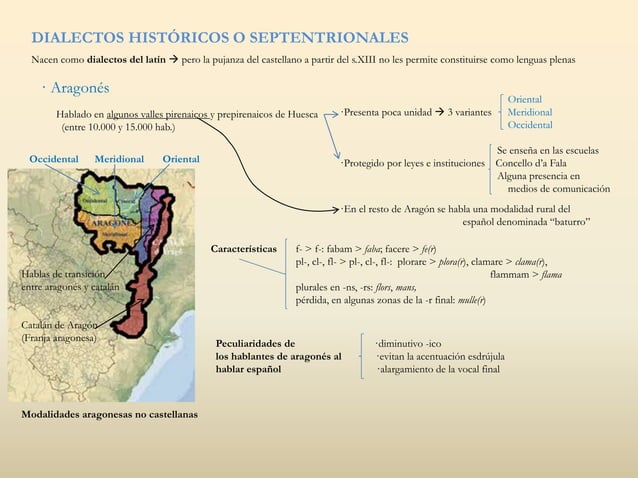 DIALECTOS HISTÓRICOS O SEPTENTRIONALES
Nacen como dialectos del latín → pero la pujanza del castellano a partir del s.XIII no les permite constituirse como lenguas plenas
· Aragonés
Hablado en algunos valles pirenaicos y prepirenaicos de Huesca
(entre 10.000 y 15.000 hab.)
·Presenta poca unidad → 3 variantes
Oriental
Meridional
Occidental
·Protegido por leyes e instituciones
Se enseña en las escuelas
Concello d’a Fala
Alguna presencia en
medios de comunicación
·En el resto de Aragón se habla una modalidad rural del
español denominada “baturro”
Occidental Meridional Oriental
Occidental
Central
ARAGONÉS
Meridional
Hablas de transición
entre aragonés y catalán
Catalán de Aragón
(Franja aragonesa)
Modalidades aragonesas no castellanas
Características
f- > f-: fabam > faba; facere > fe(r)
pl-, cl-, fl- > pl-, cl-, fl-: plorare > plora(r), clamare > clama(r),
flammam > flama
plurales en -ns, -rs: flors, mans,
pérdida, en algunas zonas de la -r final: mulle(r)
Peculiaridades de
los hablantes de aragonés al
hablar español
·diminutivo -ico
·evitan la acentuación esdrújula
·alargamiento de la vocal final